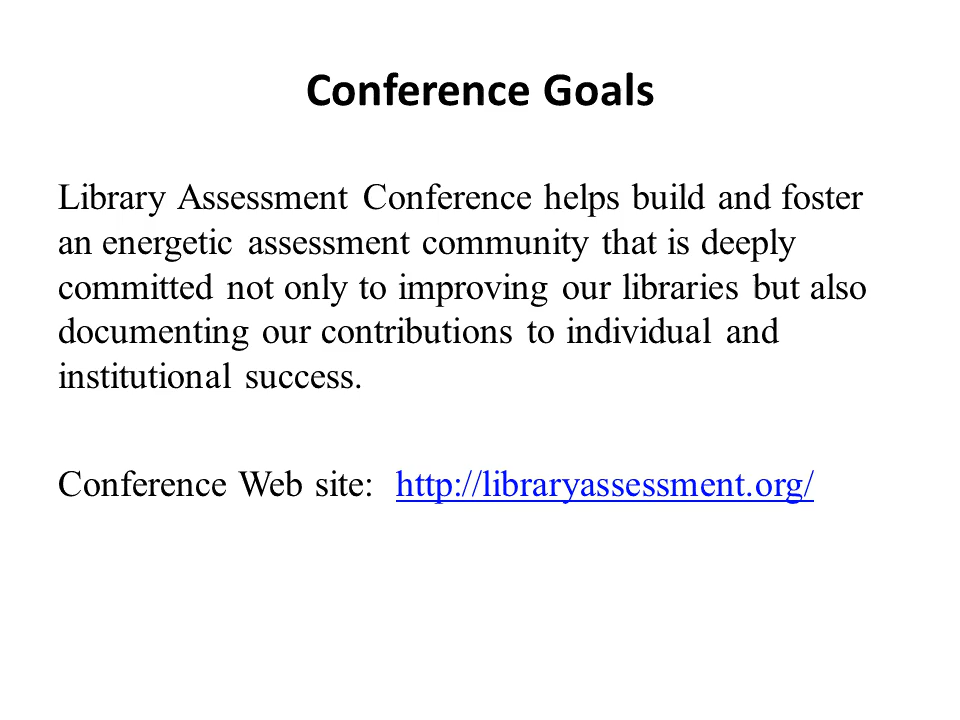 Conference Goals
Library Assessment Conference helps build and foster
an energetic assessment community that is deeply
committed not only to improving our libraries but also
documenting our contributions to individual and
institutional success.
Conference Web site:  http://libraryassessment.org/